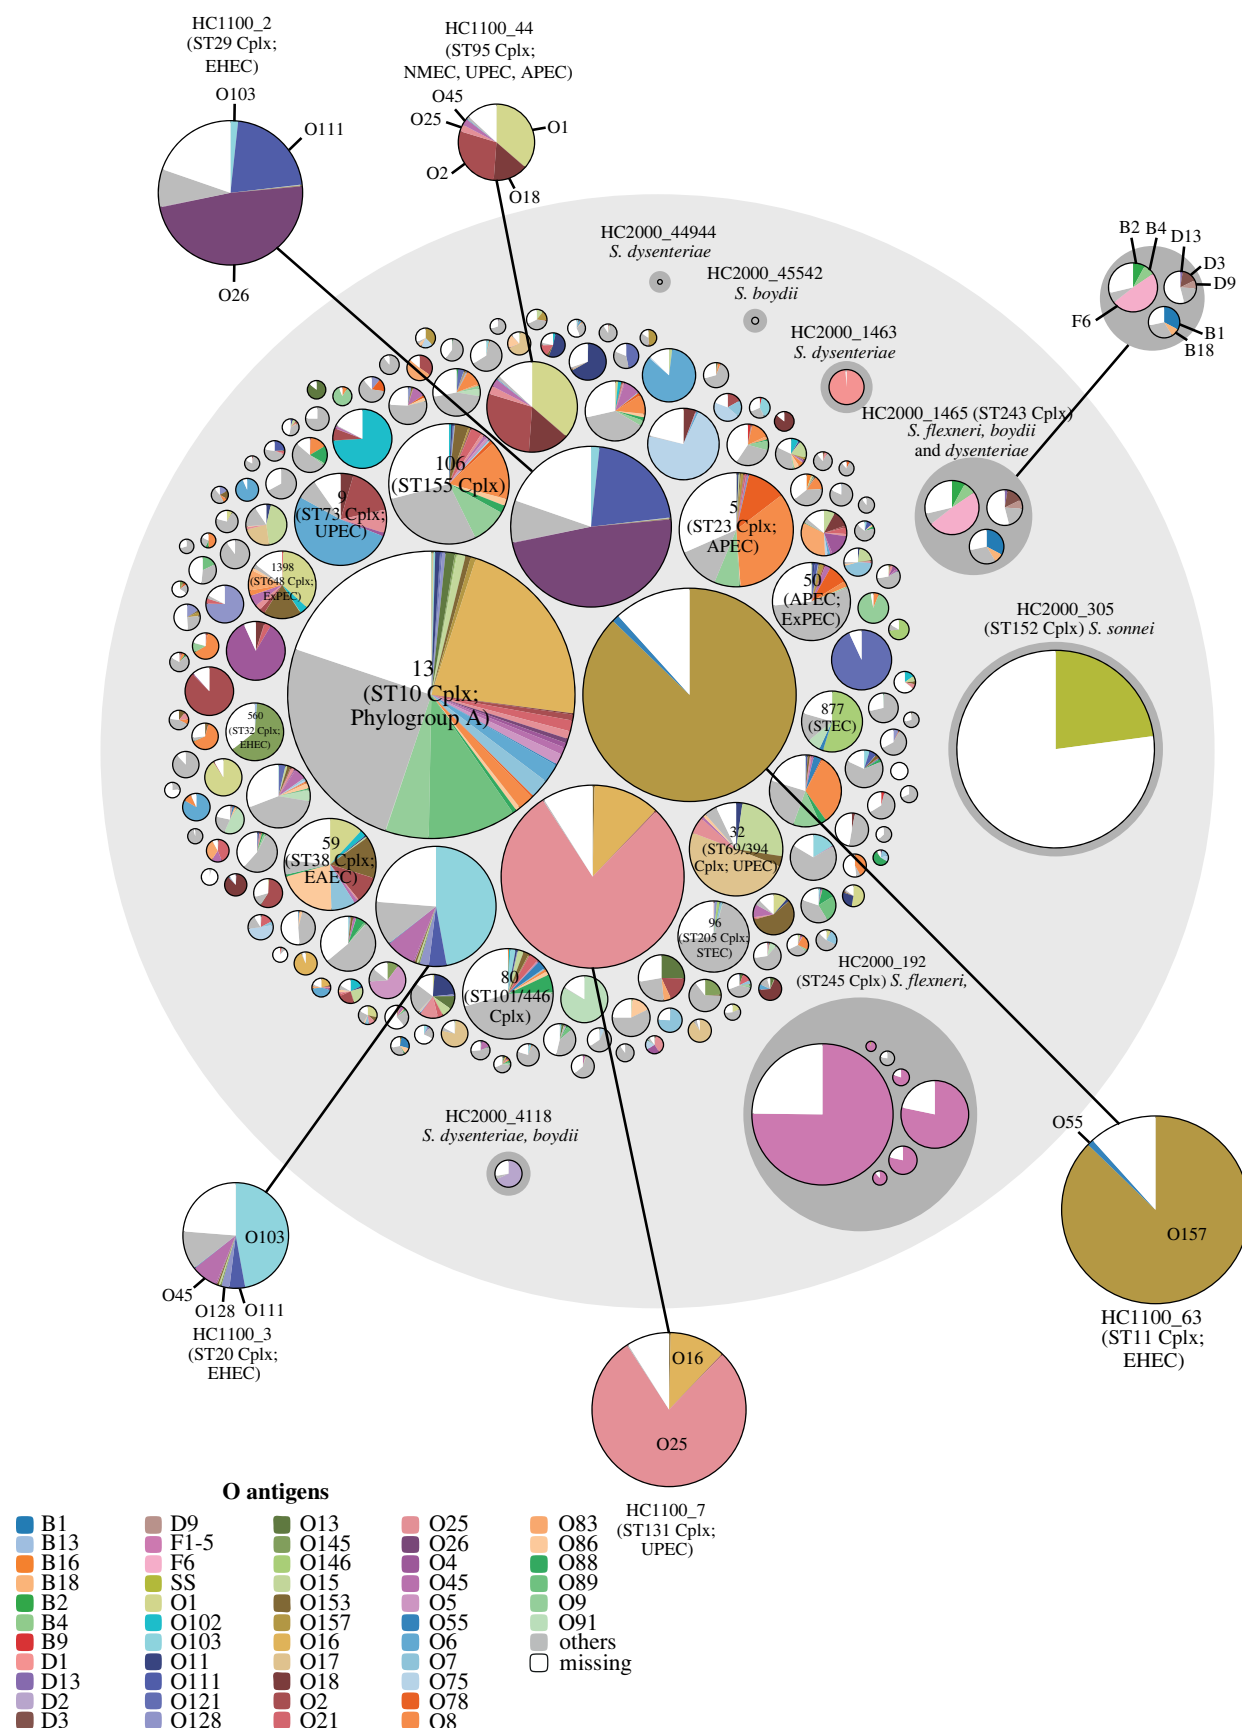 HC1100_2
(ST29 Cplx;
EHEC)
O103
O111
O26
HC1100_44
(ST95 Cplx;
NMEC, UPEC, APEC)
O45
O25
O1
O2
O18
HC2000_44944
S. dysenteriae
HC2000_45542
S. boydii
HC2000_1463
S. dysenteriae
B2
B4
D13
D3
D9
F6
B1
B18
HC2000_1465 (ST243 Cplx)
S. flexneri, boydii
and dysenteriae
HC2000_305
(ST152 Cplx) S. sonnei
106
(ST155 Cplx)
9
(ST73 Cplx;
UPEC)
5
(ST23 Cplx;
APEC)
1398
(ST648 Cplx;
ExPEC)
50
(APEC;
ExPEC)
13
(ST10 Cplx;
Phylogroup A)
560
(ST32 Cplx;
EHEC)
877
(STEC)
59
(ST38 Cplx;
EAEC)
32
(ST69/394
Cplx; UPEC)
96
(ST205 Cplx;
STEC)
80
(ST101/446
Cplx)
HC2000_192
(ST245 Cplx) S. flexneri,
HC2000_4118
S. dysenteriae, boydii
O55
O157
HC1100_63
(ST11 Cplx;
EHEC)
O103
O45
O128
O111
HC1100_3
(ST20 Cplx;
EHEC)
O16
O25
HC1100_7
(ST131 Cplx;
UPEC)
O antigens
B1
B13
B16
B18
B2
B4
B9
D1
D13
D2
D3
D9
F1-5
F6
SS
O1
O102
O103
O11
O111
O121
O128
O13
O145
O146
O15
O153
O157
O16
O17
O18
O2
O21
O25
O26
O4
O45
O5
O55
O6
O7
O75
O78
O8
O83
O86
O88
O89
O9
O91
others
missing